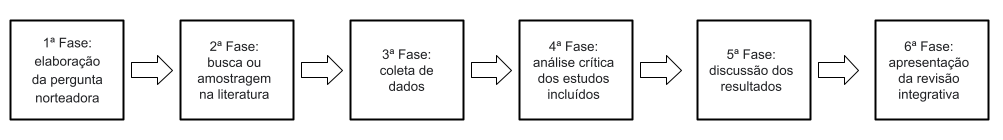 1ª Fase:
elaboração
da pergunta
norteadora
2ª Fase:
busca ou
amostragem
na literatura
3ª Fase:
coleta de
dados
4ª Fase:
análise crítica
dos estudos
incluídos
5ª Fase:
discussão dos
resultados
6ª Fase:
apresentação
da revisão
integrativa